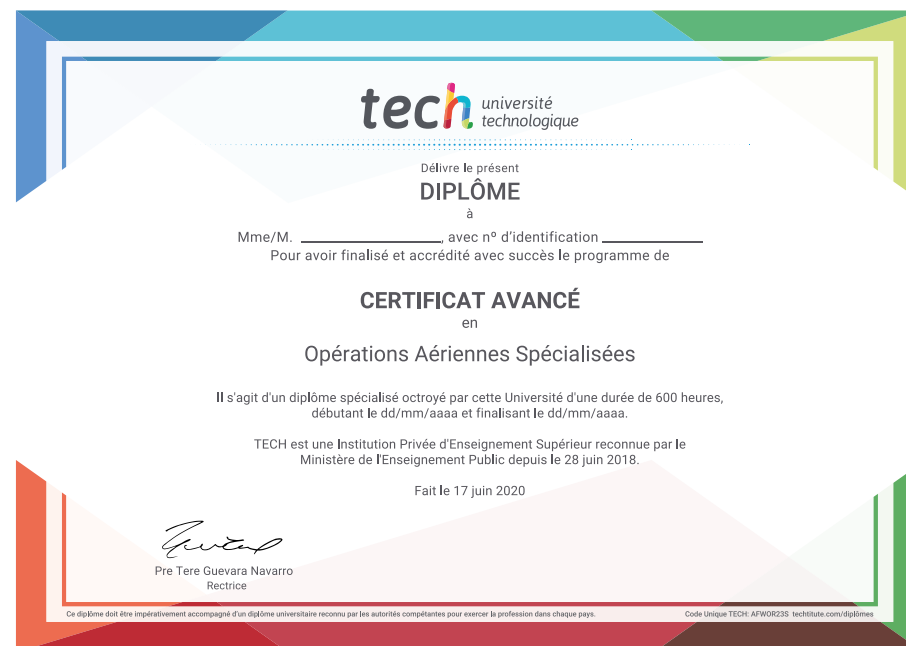 tech université
technologique
Délivre le présent
DIPLÔME
à
Mme/M. ____________________, avec nº d'identification ______________
Pour avoir finalisé et accrédité avec succès le programme de
CERTIFICAT AVANCÉ
en
Opérations Aériennes Spécialisées
Il s'agit d'un diplôme spécialisé octroyé par cette Université d'une durée de 600 heures,
débutant le dd/mm/aaaa et finalisant le dd/mm/aaaa.
TECH est une Institution Privée d'Enseignement Supérieur reconnue par le
Ministère de l'Enseignement Public depuis le 28 juin 2018.
Fait le 17 juin 2020
Pre Tere Guevara Navarro
Rectrice
Ce diplôme doit être impérativement accompagné d'un diplôme universitaire reconnu par les autorités compétentes pour exercer la profession dans chaque pays.
Code Unique TECH: AFWOR23S techtitute.com/diplômes